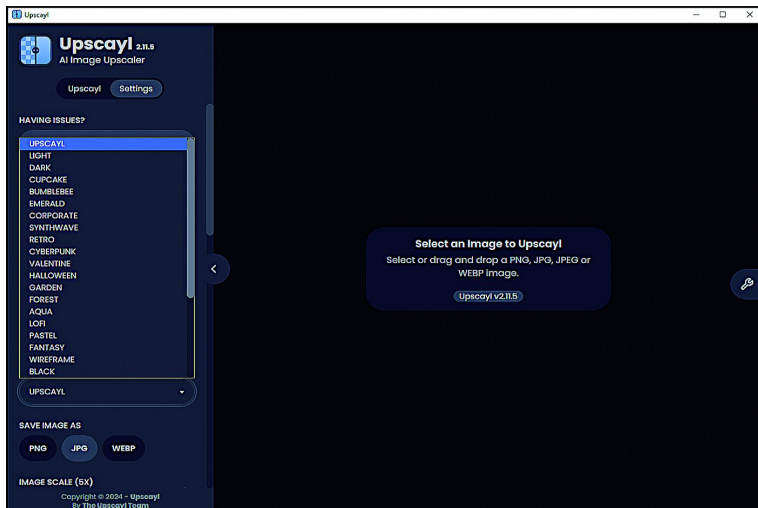 Upscayl
Upscayl 2.11.5
AI Image Upscaler
Upscayl Settings
HAVING ISSUES?
UPSCAYL
LIGHT
DARK
CUPCAKE
BUMBLEBEE
EMERALD
CORPORATE
SYNTHWAVE
RETRO
CYBERPUNK
VALENTINE
HALLOWEEN
GARDEN
FOREST
AQUA
LOFI
PASTEL
FANTASY
WIREFRAME
BLACK
UPSCAYL
SAVE IMAGE AS
PNG JPG WEBP
IMAGE SCALE (5X)
Copyright © 2024 - Upscayl
By The Upscayl Team
Select an Image to Upscayl
Select or drag and drop a PNG, JPG, JPEG or
WEBP image.
Upscayl v2.11.5